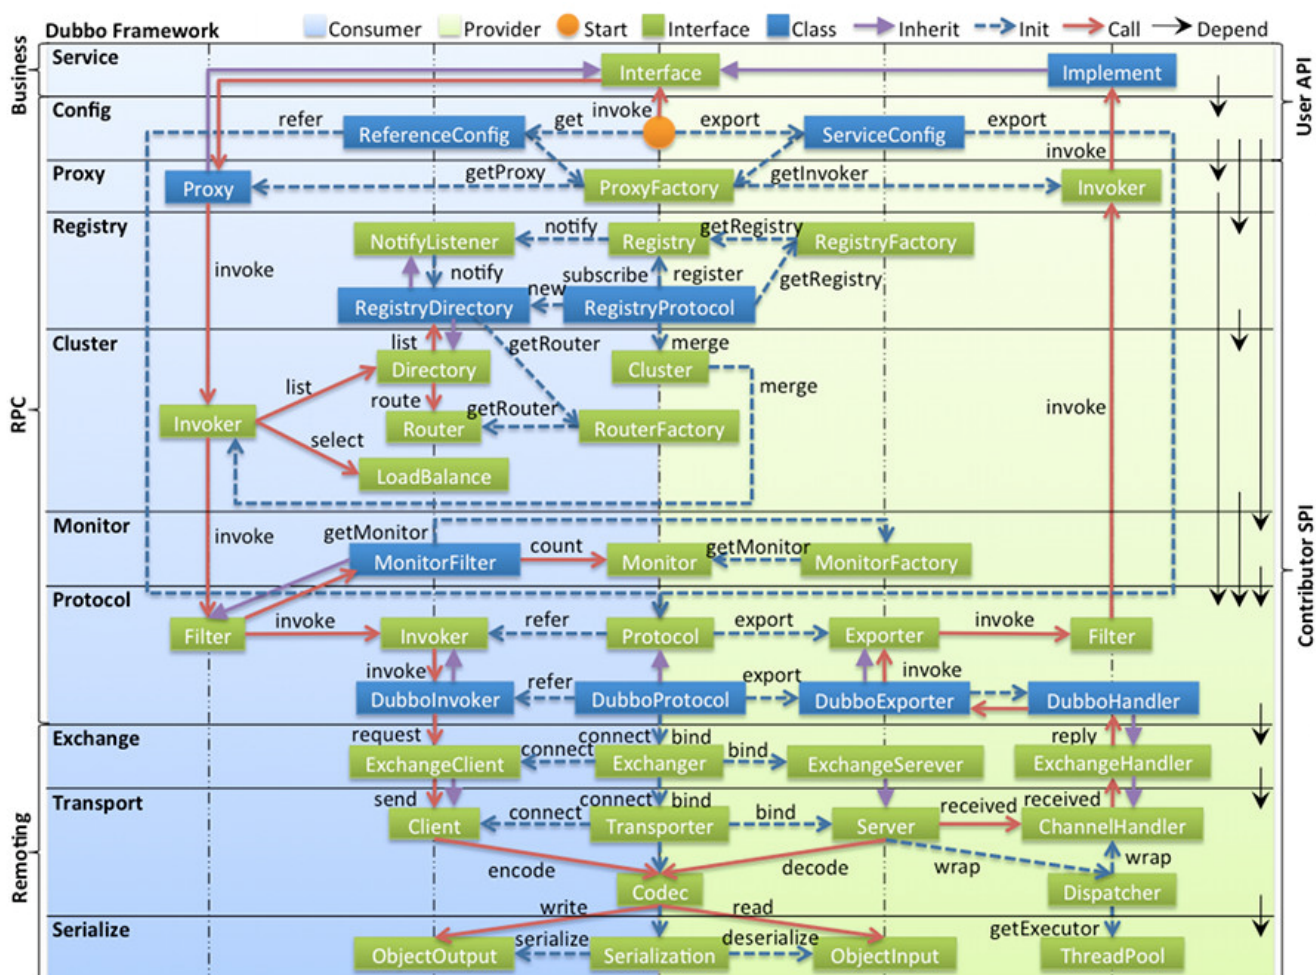 Dubbo Framework Consumer Provider Start Interface Class Inherit Init Call Depend
Business
Service
Interface
Implement
User API
Config
refer
ReferenceConfig
get
invoke
export
ServiceConfig
export
invoke
Proxy
Proxy
getProxy
ProxyFactory
getInvoker
Invoker
Registry
NotifyListener
notify
Registry
getRegistry
RegistryFactory
invoke
notify
subscribe
register
getRegistry
new
RegistryDirectory
RegistryProtocol
RPC
Cluster
list
getRouter
merge
Directory
Cluster
list
merge
route
getRouter
invoke
Invoker
Router
RouterFactory
select
LoadBalance
Monitor
invoke
getMonitor
MonitorFilter
count
Monitor
getMonitor
MonitorFactory
Contributor SPI
Protocol
Filter
invoke
Invoker
refer
Protocol
export
Exporter
invoke
Filter
invoke
refer
export
invoke
DubboInvoker
DubboProtocol
DubboExporter
DubboHandler
Remoting
Exchange
request
connect
connect
bind
bind
reply
ExchangeClient
Exchanger
ExchangeSerever
ExchangeHandler
Transport
send
connect
connect
bind
bind
received
received
Client
Transporter
Server
ChannelHandler
encode
decode
wrap
wrap
Codec
Dispatcher
write
read
Serialize
serialize
deserialize
getExecutor
ObjectOutput
Serialization
ObjectInput
ThreadPool